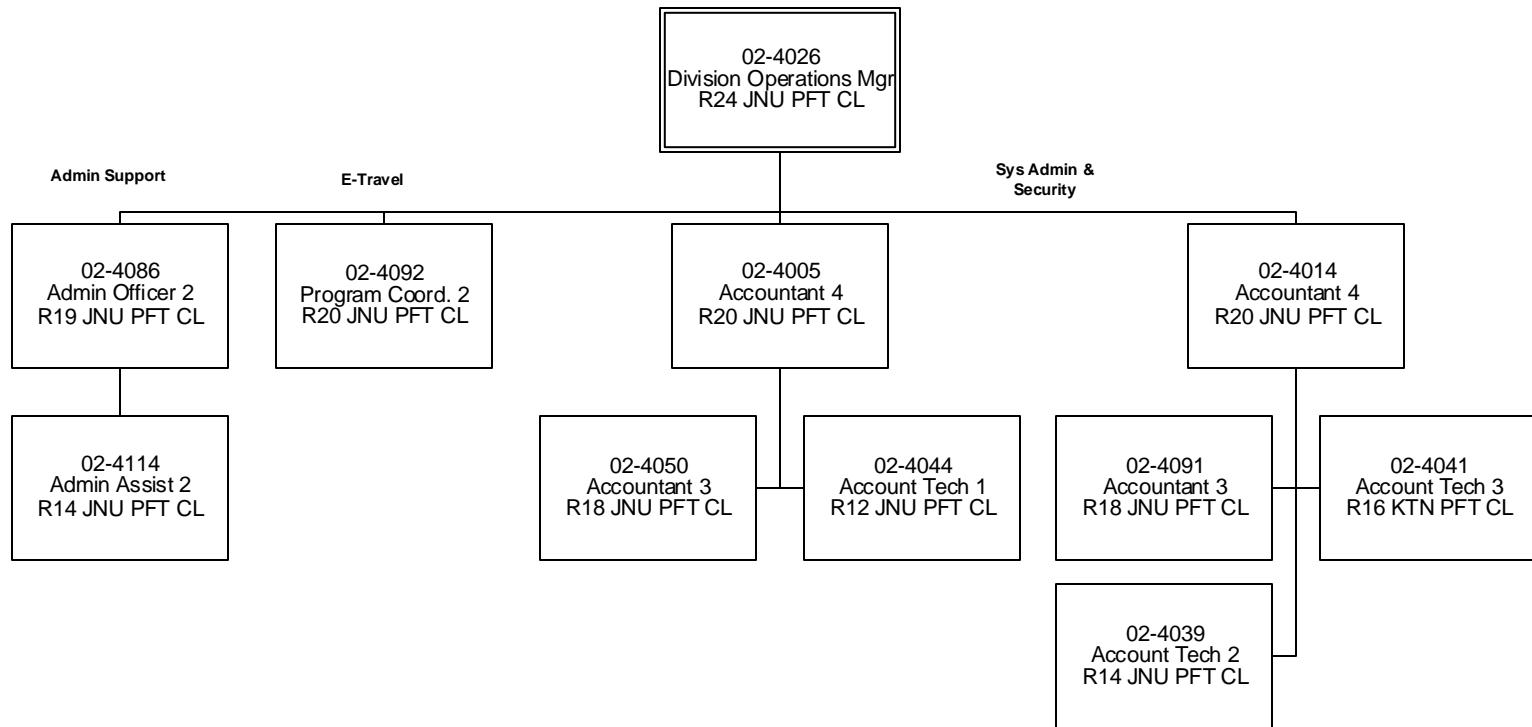 02-4026
Division Operations Mgr
R24 JNU PFT CL
Admin Support
E-Travel
Sys Admin &
Security
02-4086
Admin Officer 2
R19 JNU PFT CL
02-4092
Program Coord. 2
R20 JNU PFT CL
02-4005
Accountant 4
R20 JNU PFT CL
02-4014
Accountant 4
R20 JNU PFT CL
02-4114
Admin Assist 2
R14 JNU PFT CL
02-4050
Accountant 3
R18 JNU PFT CL
02-4044
Account Tech 1
R12 JNU PFT CL
02-4091
Accountant 3
R18 JNU PFT CL
02-4041
Account Tech 3
R16 KTN PFT CL
02-4039
Account Tech 2
R14 JNU PFT CL